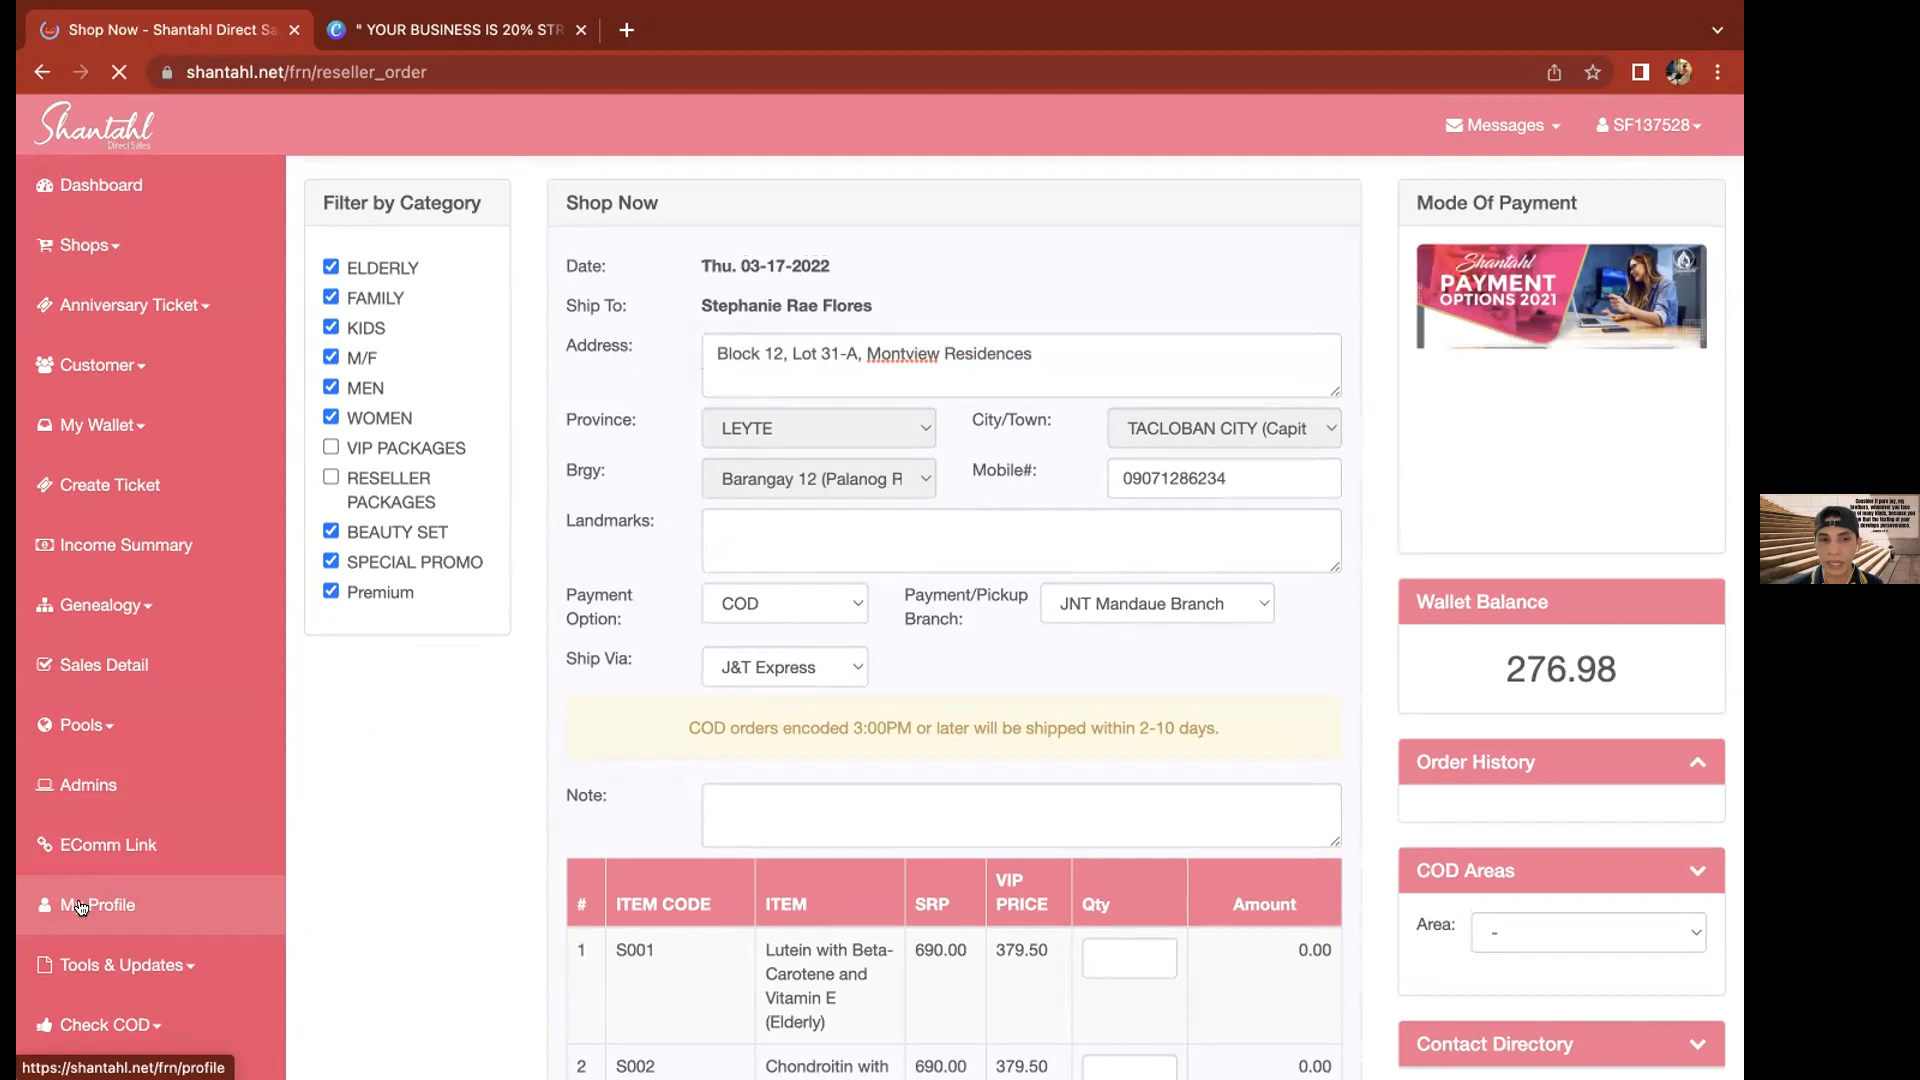 Shop Now - Shantahl Direct Sa
" YOUR BUSINESS IS 20% STR
shantahl.net/frn/reseller_order
Shantahl
Direct Sales
Messages
SF137528
Dashboard
Shops
Anniversary Ticket
Customer
My Wallet
Create Ticket
Income Summary
Genealogy
Sales Detail
Pools
Admins
EComm Link
My Profile
Tools & Updates
Check COD
https://shantahl.net/frn/profile
Filter by Category
ELDERLY
FAMILY
KIDS
M/F
MEN
WOMEN
VIP PACKAGES
RESELLER
PACKAGES
BEAUTY SET
SPECIAL PROMO
Premium
Shop Now
Date: Thu. 03-17-2022
Ship To: Stephanie Rae Flores
Address: Block 12, Lot 31-A, Montview Residences
Province: LEYTE City/Town: TACLOBAN CITY (Capit
Brgy: Barangay 12 (Palanog R Mobile#: 09071286234
Landmarks:
Payment
Option: COD Payment/Pickup
Branch: JNT Mandaue Branch
Ship Via: J&T Express
COD orders encoded 3:00PM or later will be shipped within 2-10 days.
Note:
# ITEM CODE ITEM SRP VIP
PRICE Qty Amount
1 S001 Lutein with Beta- 690.00 379.50 0.00
Carotene and
Vitamin E
(Elderly)
2 S002 Chondroitin with 690.00 379.50 0.00
Mode Of Payment
Shantahl
PAYMENT
OPTIONS 2021
Wallet Balance
276.98
Order History
COD Areas
Area: -
Contact Directory